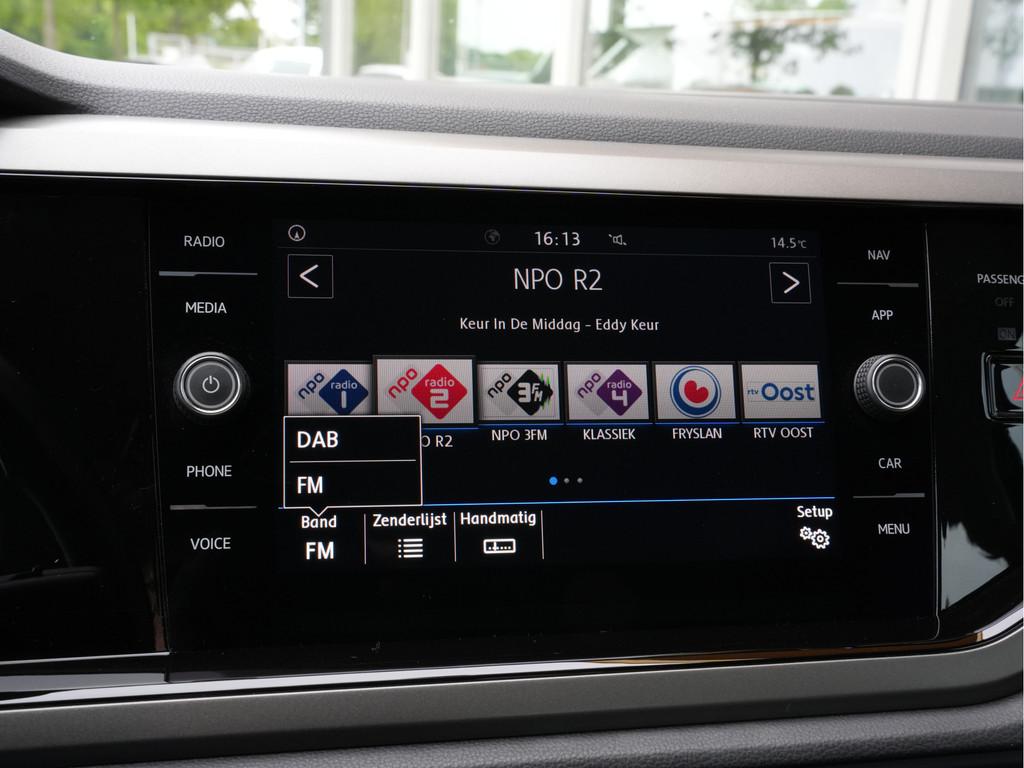 RADIO
MEDIA
PHONE
VOICE
16:13
14.5°C
NPO R2
Keur In De Middag - Eddy Keur
npo radio 1
npo radio 2
npo 3FM
npo radio 4
rtv Oost
O R2
NPO 3FM
KLASSIEK
FRYSLAN
RTV OOST
DAB
FM
Band
FM
Zenderlijst
Handmatig
Setup
NAV
APP
CAR
MENU
PASSENG
OFF
ON